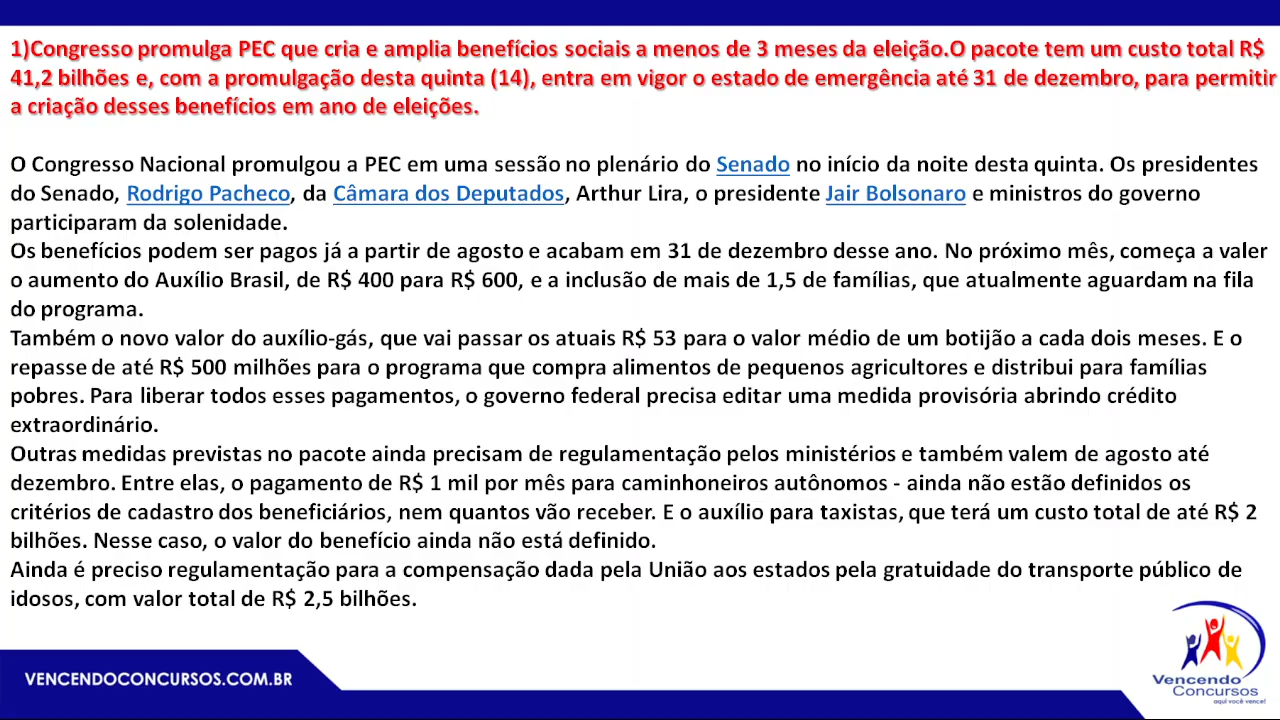 1)Congresso promulga PEC que cria e amplia benefícios sociais a menos de 3 meses da eleição.O pacote tem um custo total R$
41,2 bilhões e, com a promulgação desta quinta (14), entra em vigor o estado de emergência até 31 de dezembro, para permitir
a criação desses benefícios em ano de eleições.
O Congresso Nacional promulgou a PEC em uma sessão no plenário do Senado no início da noite desta quinta. Os presidentes
do Senado, Rodrigo Pacheco, da Câmara dos Deputados, Arthur Lira, o presidente Jair Bolsonaro e ministros do governo
participaram da solenidade.
Os benefícios podem ser pagos já a partir de agosto e acabam em 31 de dezembro desse ano. No próximo mês, começa a valer
o aumento do Auxílio Brasil, de R$ 400 para R$ 600, e a inclusão de mais de 1,5 de famílias, que atualmente aguardam na fila
do programa.
Também o novo valor do auxílio-gás, que vai passar os atuais R$ 53 para o valor médio de um botijão a cada dois meses. E o
repasse de até R$ 500 milhões para o programa que compra alimentos de pequenos agricultores e distribui para famílias
pobres. Para liberar todos esses pagamentos, o governo federal precisa editar uma medida provisória abrindo crédito
extraordinário.
Outras medidas previstas no pacote ainda precisam de regulamentação pelos ministérios e também valem de agosto até
dezembro. Entre elas, o pagamento de R$ 1 mil por mês para caminhoneiros autônomos - ainda não estão definidos os
critérios de cadastro dos beneficiários, nem quantos vão receber. E o auxílio para taxistas, que terá um custo total de até R$ 2
bilhões. Nesse caso, o valor do benefício ainda não está definido.
Ainda é preciso regulamentação para a compensação dada pela União aos estados pela gratuidade do transporte público de
idosos, com valor total de R$ 2,5 bilhões.
VENCENDOCONCURSOS.COM.BR
Vencendo
Concursos
aqui você vence!